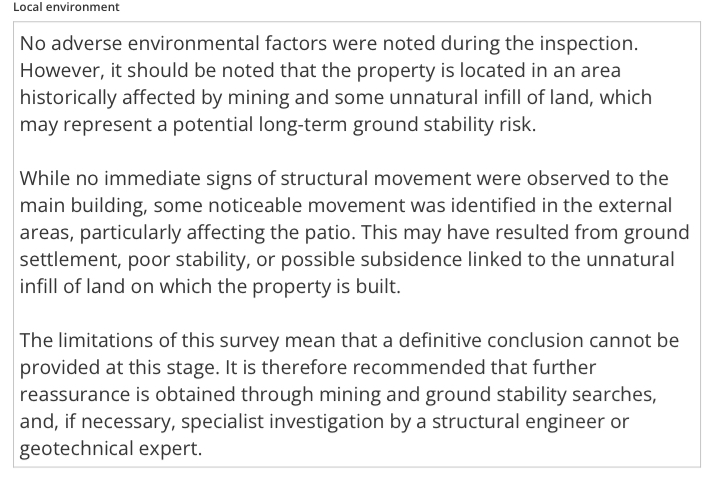 Local environment
No adverse environmental factors were noted during the inspection.
However, it should be noted that the property is located in an area
historically affected by mining and some unnatural infill of land, which
may represent a potential long-term ground stability risk.
While no immediate signs of structural movement were observed to the
main building, some noticeable movement was identified in the external
areas, particularly affecting the patio. This may have resulted from ground
settlement, poor stability, or possible subsidence linked to the unnatural
infill of land on which the property is built.
The limitations of this survey mean that a definitive conclusion cannot be
provided at this stage. It is therefore recommended that further
reassurance is obtained through mining and ground stability searches,
and, if necessary, specialist investigation by a structural engineer or
geotechnical expert.